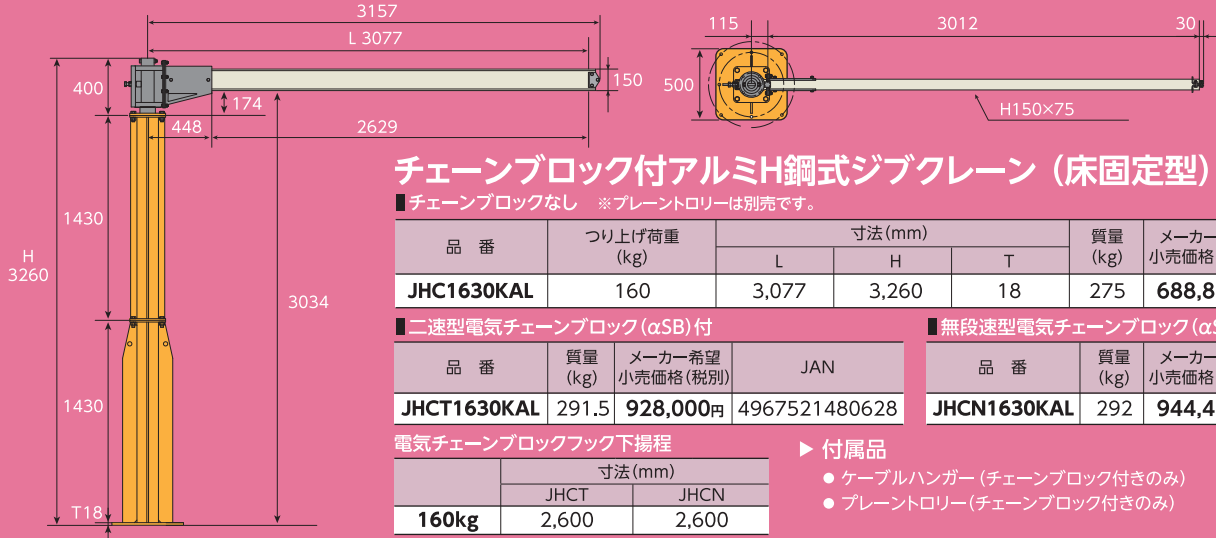 3157
L 3077
400
150
174
448
2629
1430
H
3260
3034
1430
T18
115
3012
30
500
H150×75
チェーンブロック付アルミH鋼式ジブクレーン（床固定型）
チェーンブロックなし ※プレーントロリーは別売です。
品 番 つり上げ荷重(kg) 寸法(mm) 質量(kg) メーカー
小売価格
L H T
JHC1630KAL 160 3,077 3,260 18 275 688,8
二速型電気チェーンブロック(αSB)付
品 番 質量(kg) メーカー希望
小売価格(税別) JAN
JHCT1630KAL 291.5 928,000円 4967521480628
無段速型電気チェーンブロック(αS
品 番 質量(kg) メーカー
小売価格
JHCN1630KAL 292 944,4
電気チェーンブロックフック下揚程
寸法(mm)
JHCT JHCN
160kg 2,600 2,600
▶ 付属品
● ケーブルハンガー(チェーンブロック付きのみ)
● プレーントロリー(チェーンブロック付きのみ)